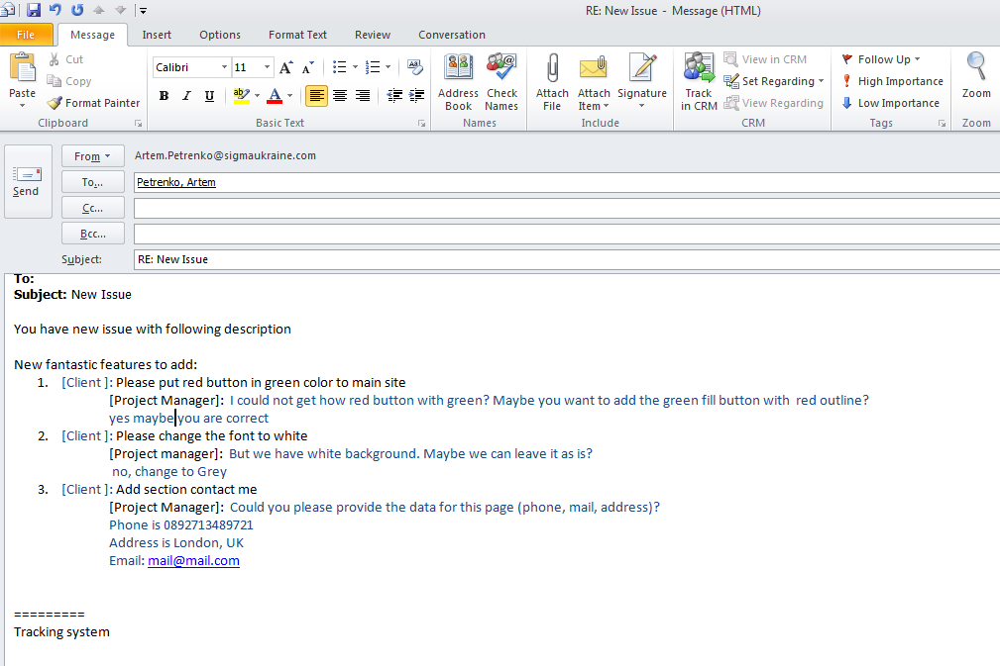 RE: New Issue - Message (HTML)
File Message Insert Options Format Text Review Conversation
Cut
Calibri 11
View in CRM
Follow Up
Copy
Set Regarding
High Importance
Paste
Format Painter
B I U
Address Book
Check Names
Attach File
Attach Item
Signature
Track in CRM
View Regarding
Low Importance
Zoom
Clipboard Basic Text Names Include CRM Tags Zoom
From Artem.Petrenko@sigmaukraine.com
Send
To... Petrenko, Artem
Cc...
Bcc...
Subject: RE: New Issue
To:
Subject: New Issue
You have new issue with following description
New fantastic features to add:
1. [Client ]: Please put red button in green color to main site
[Project Manager]: I could not get how red button with green? Maybe you want to add the green fill button with red outline?
yes maybe you are correct
2. [Client ]: Please change the font to white
[Project manager]: But we have white background. Maybe we can leave it as is?
no, change to Grey
3. [Client ]: Add section contact me
[Project Manager]: Could you please provide the data for this page (phone, mail, address)?
Phone is 0892713489721
Address is London, UK
Email: mail@mail.com
=========
Tracking system